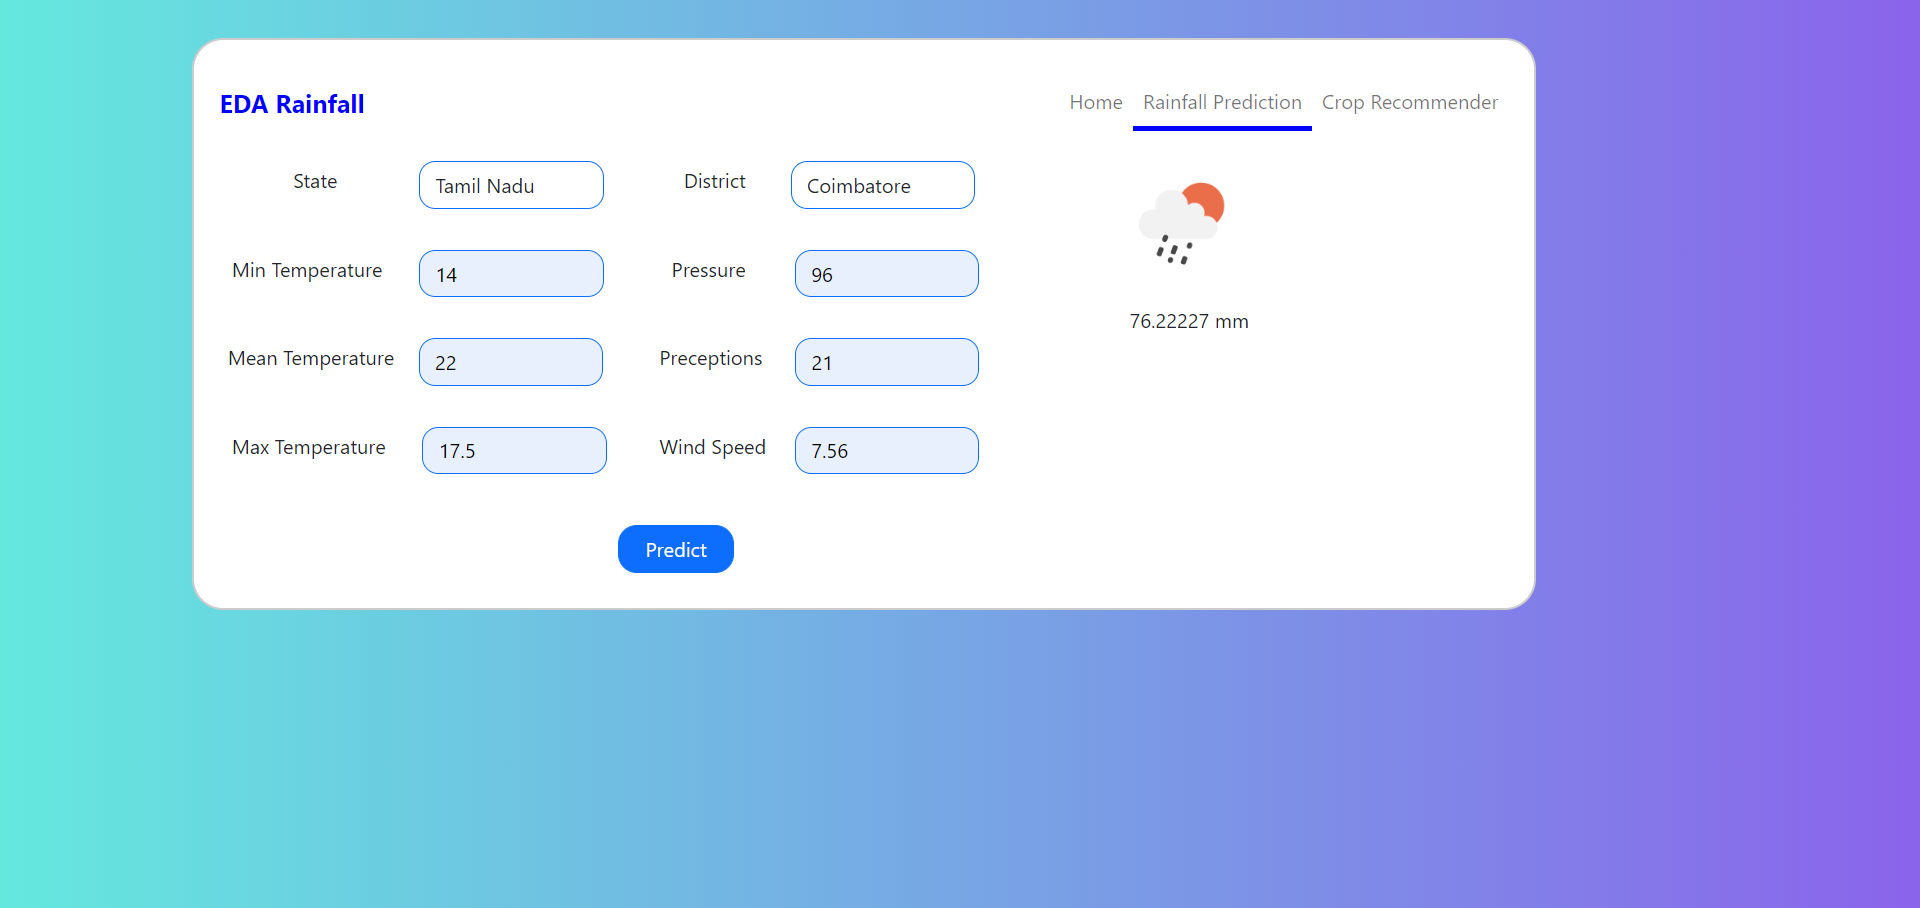 EDA Rainfall
Home Rainfall Prediction Crop Recommender
State Tamil Nadu District Coimbatore
Min Temperature 14 Pressure 96
Mean Temperature 22 Preceptions 21
Max Temperature 17.5 Wind Speed 7.56
Predict
76.22227 mm